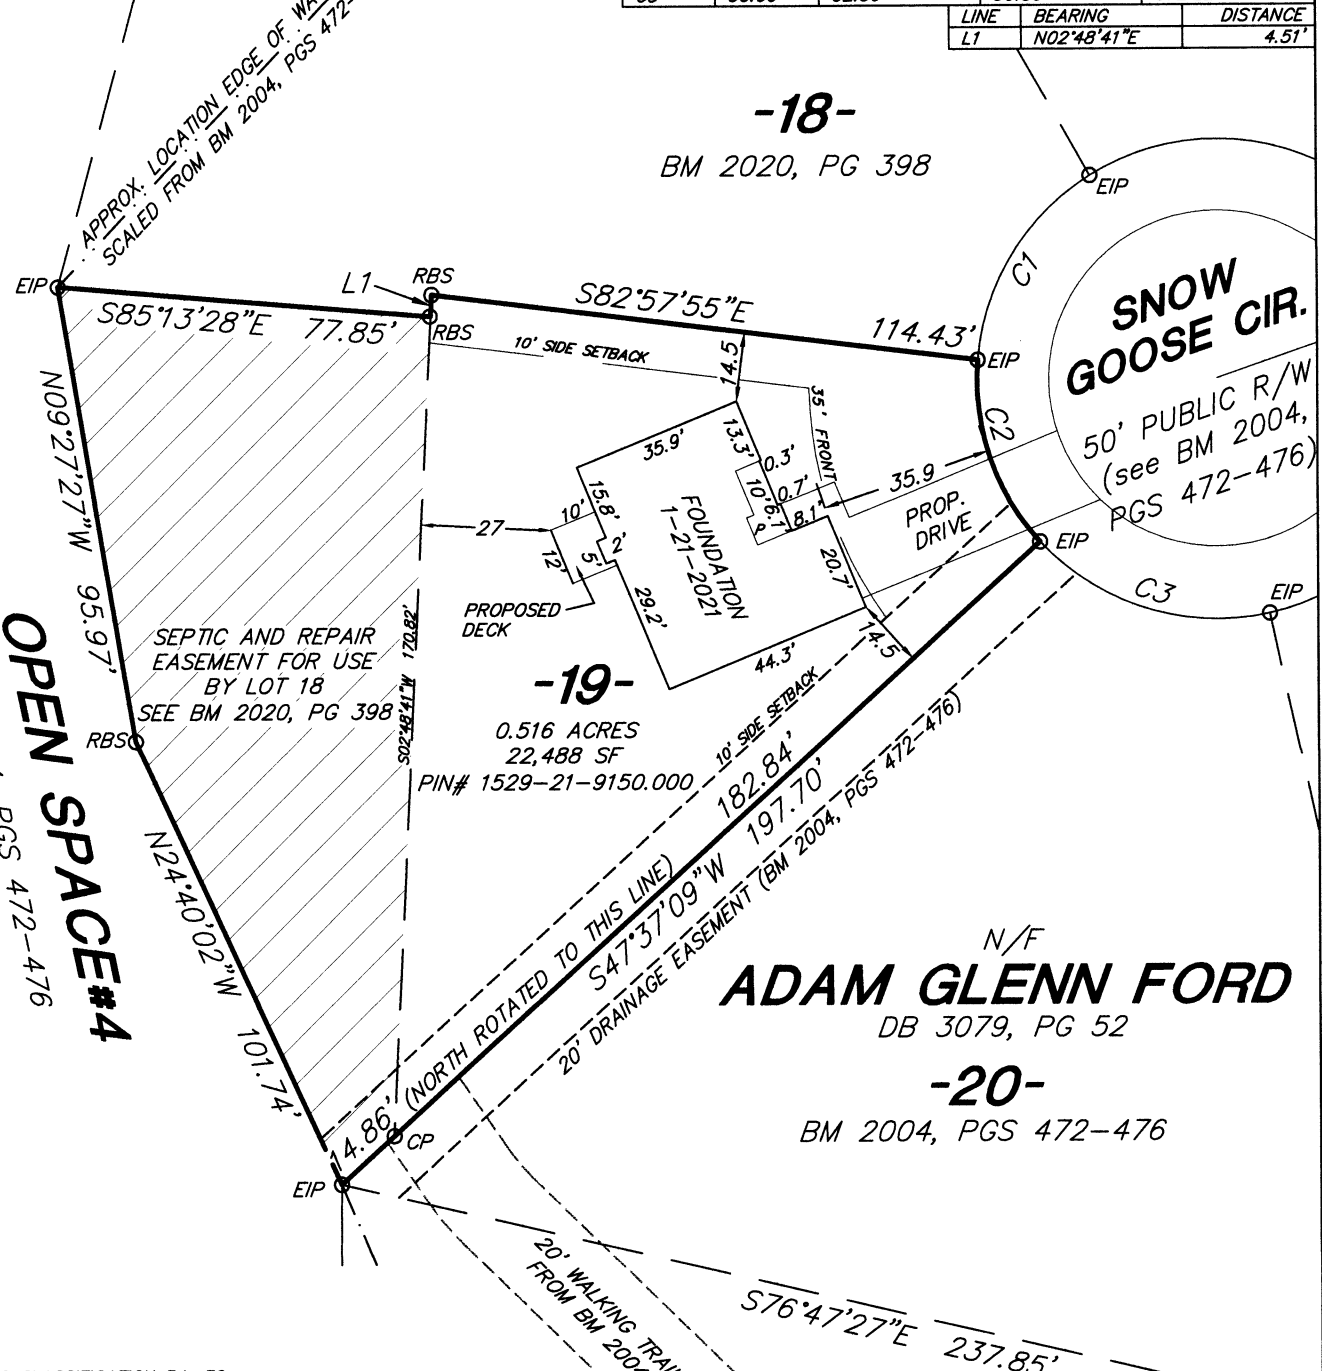 LINE BEARING DISTANCE
L1 N02°48'41"E 4.51'
APPROX. LOCATION EDGE OF
SCALED FROM BM 2004, PGS 472-
-18-
BM 2020, PG 398
EIP
C1
SNOW
GOOSE CIR.
50' PUBLIC R/W
(see BM 2004,
PGS 472-476)
EIP
L1
RBS
S82°57'55"E
114.43'
EIP
S85°13'28"E 77.85'
RBS
10' SIDE SETBACK
14.5
35' FRONT
C2
N09°27'27"W 95.97'
35.9'
13.3'
0.3'
10'
0.7'
6.1'
4'
8.1'
35.9
PROP.
DRIVE
EIP
C3
EIP
15.8'
10'
2'
5'
12'
27
FOUNDATION
1-21-2021
20.7'
29.2'
44.3'
14.5
PROPOSED
DECK
S02°48'41"W 170.82'
SEPTIC AND REPAIR
EASEMENT FOR USE
BY LOT 18
SEE BM 2020, PG 398
RBS
-19-
0.516 ACRES
22,488 SF
PIN# 1529-21-9150.000
10' SIDE SETBACK
182.84'
197.70'
S47°37'09"W
(NORTH ROTATED TO THIS LINE)
20' DRAINAGE EASEMENT (BM 2004, PGS 472-476)
OPEN SPACE#4
PGS 472-476
N24°40'02"W 101.74'
N/F
ADAM GLENN FORD
DB 3079, PG 52
-20-
BM 2004, PGS 472-476
14.86'
CP
EIP
20' WALKING
FROM BM
S76°47'27"E 237.85'